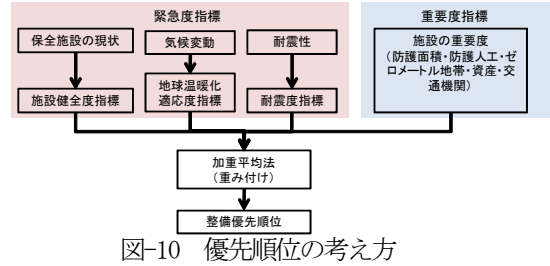 緊急度指標
重要度指標
保全施設の現状
気候変動
耐震性
施設の重要度
(防護面積・防護人工・ゼ
ロメートル地帯・資産・交
通機関)
施設健全度指標
地球温暖化
適応度指標
耐震度指標
加重平均法
(重み付け)
整備優先順位
図-10 優先順位の考え方